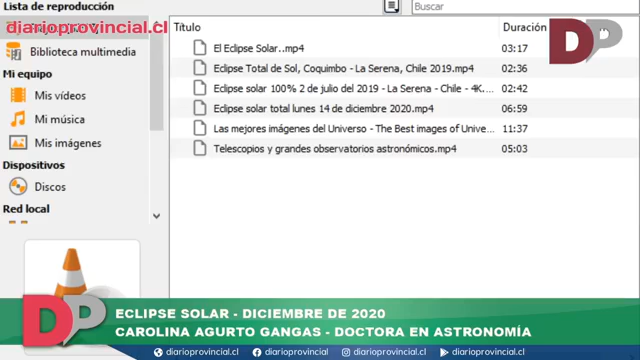 Lista de reproducción
Buscar
diarioprovincial.cl
Título Duración
Biblioteca multimedia
Mi equipo
Mis vídeos
Mi música
Mis imágenes
Dispositivos
Discos
Red local
El Eclipse Solar..mp4 03:17
Eclipse Total de Sol, Coquimbo - La Serena, Chile 2019.mp4 02:36
Eclipse solar 100% 2 de julio del 2019 - La Serena - Chile - 4K.... 02:42
Eclipse solar total lunes 14 de diciembre 2020.mp4 06:59
Las mejores imágenes del Universo - The Best images of Unive... 11:37
Telescopios y grandes observatorios astronómicos.mp4 05:03
DP
DP
ECLIPSE SOLAR - DICIEMBRE DE 2020
CAROLINA AGURTO GANGAS - DOCTORA EN ASTRONOMÍA
diarioprovincial.cl diarioprovincial.cl diarioprovincial.cl diarioprovincial.cl